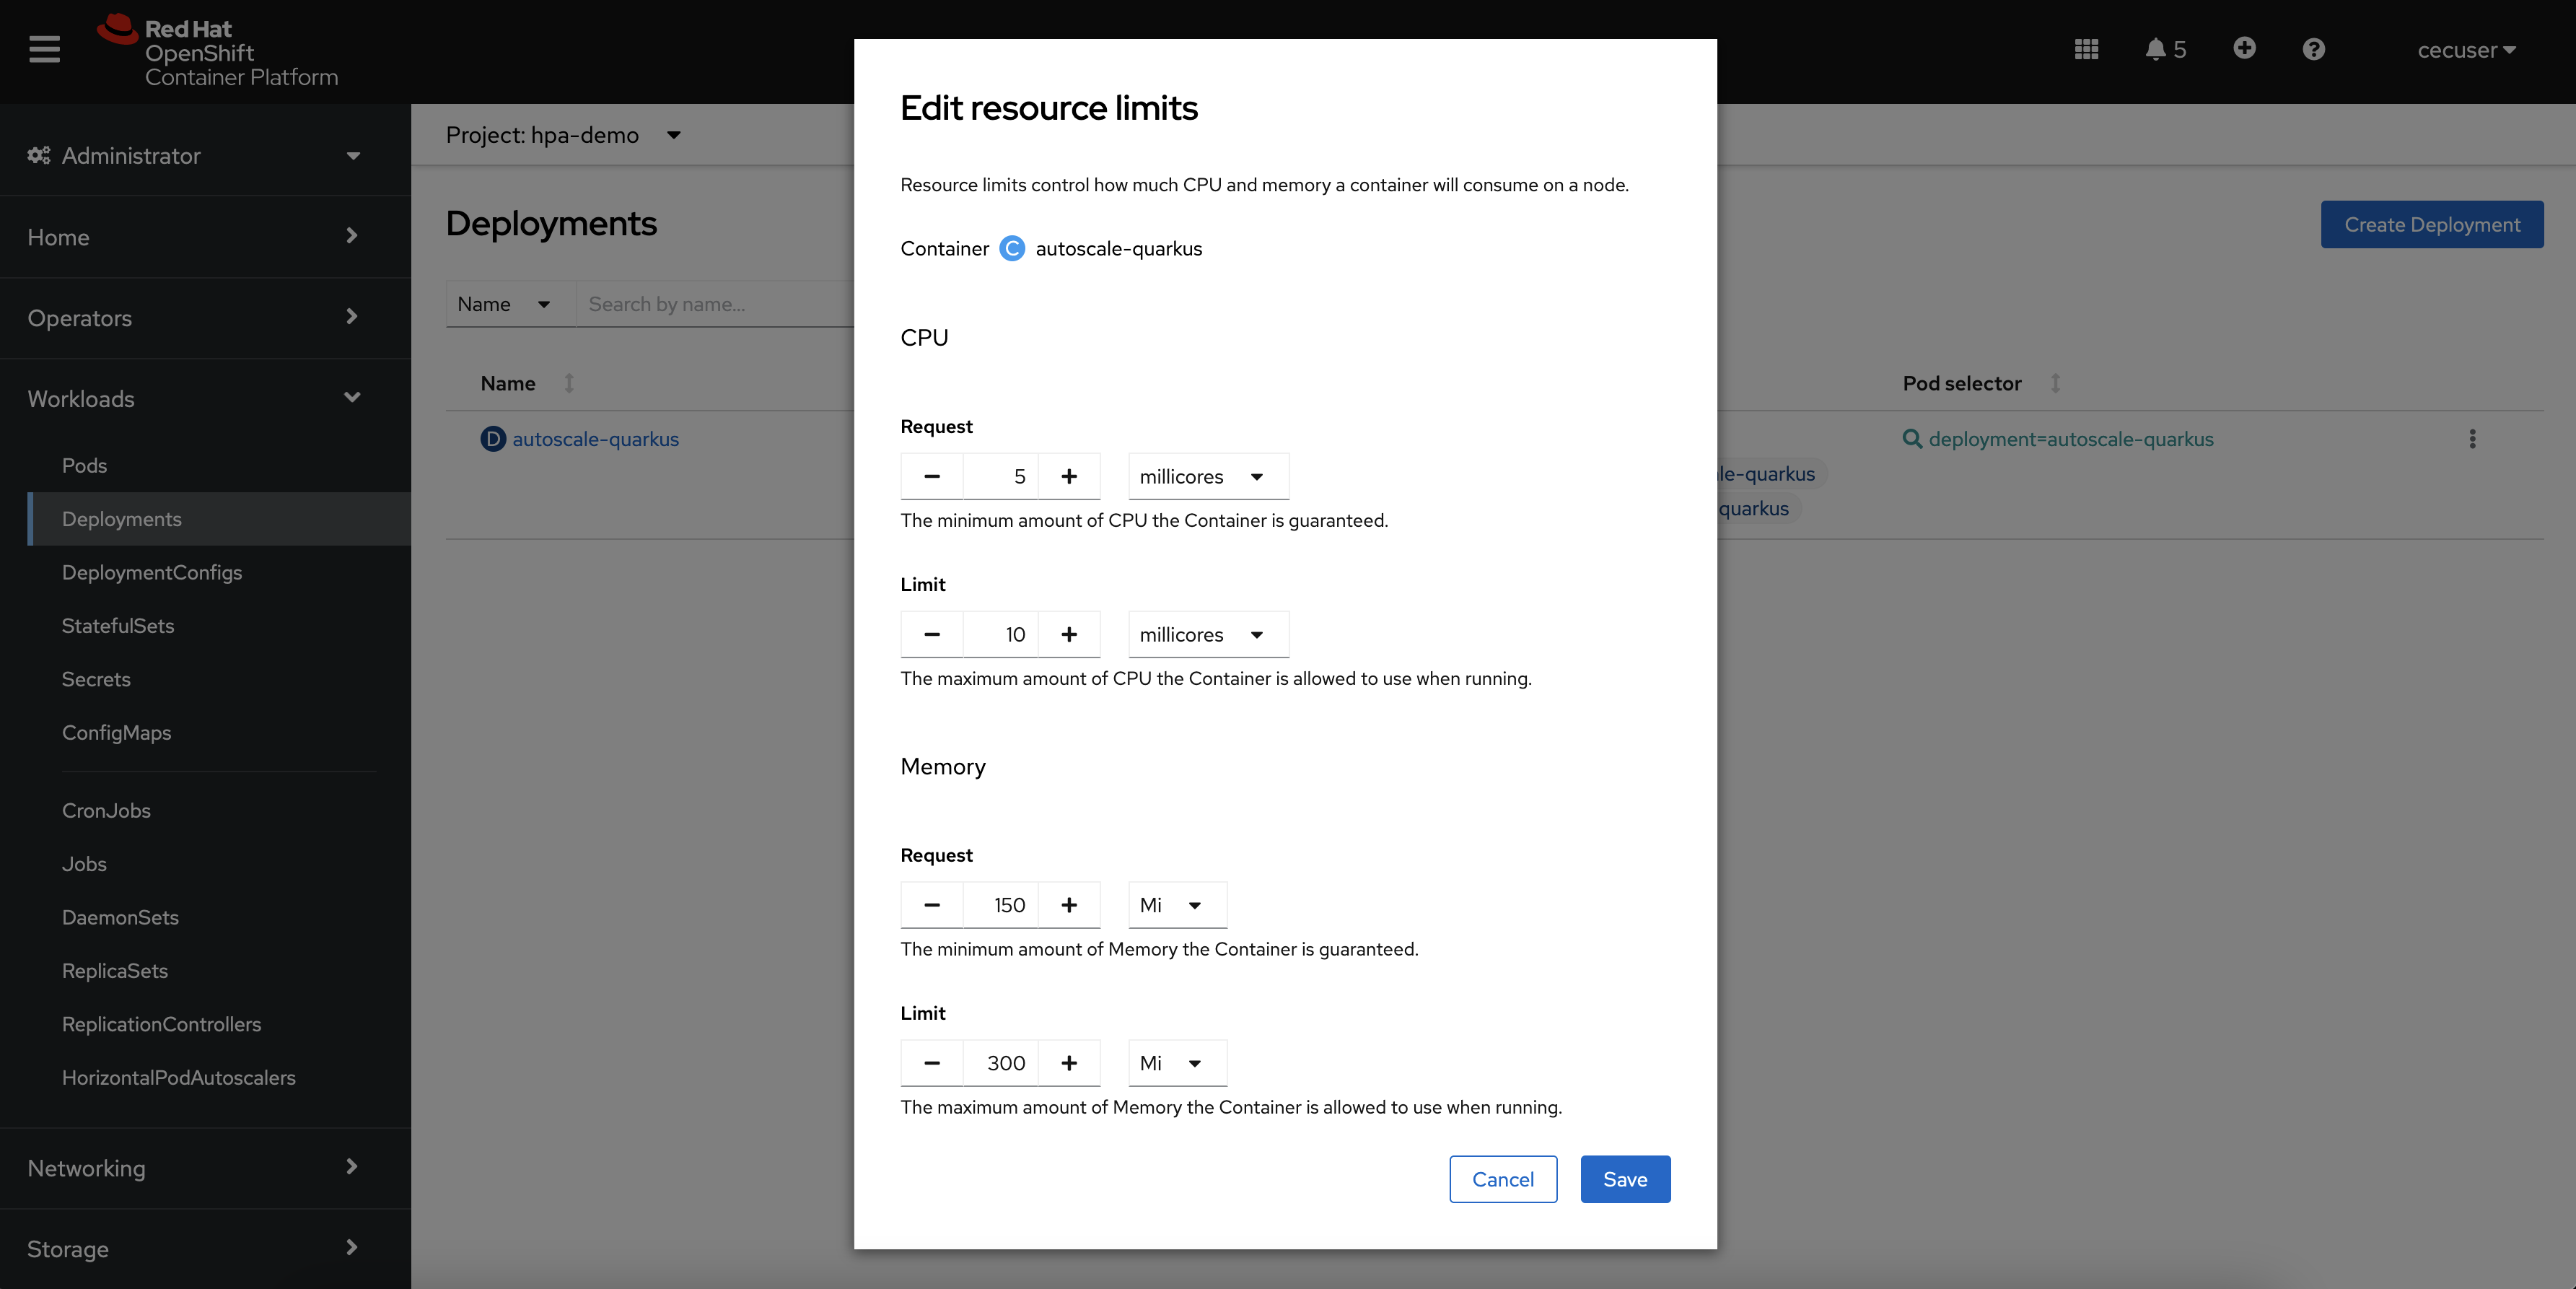 Red Hat
OpenShift
Container Platform
5
cecuser
Administrator
Home
Operators
Workloads
Pods
Deployments
DeploymentConfigs
StatefulSets
Secrets
ConfigMaps
CronJobs
Jobs
DaemonSets
ReplicaSets
ReplicationControllers
HorizontalPodAutoscalers
Networking
Storage
Project: hpa-demo
Deployments
Create Deployment
Name
Search by name...
Name
Pod selector
D autoscale-quarkus
deployment=autoscale-quarkus
le-quarkus
quarkus
Edit resource limits
Resource limits control how much CPU and memory a container will consume on a node.
Container C autoscale-quarkus
CPU
Request
5 millicores
The minimum amount of CPU the Container is guaranteed.
Limit
10 millicores
The maximum amount of CPU the Container is allowed to use when running.
Memory
Request
150 Mi
The minimum amount of Memory the Container is guaranteed.
Limit
300 Mi
The maximum amount of Memory the Container is allowed to use when running.
Cancel Save